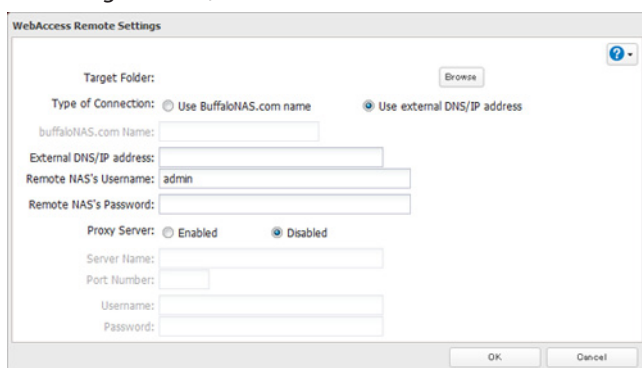 WebAccess Remote Settings
?
Target Folder: Browse
Type of Connection: Use BuffaloNAS.com name Use external DNS/IP address
buffaloNAS.com Name:
External DNS/IP address:
Remote NAS's Username: admin
Remote NAS's Password:
Proxy Server: Enabled Disabled
Server Name:
Port Number:
Username:
Password:
OK Cancel